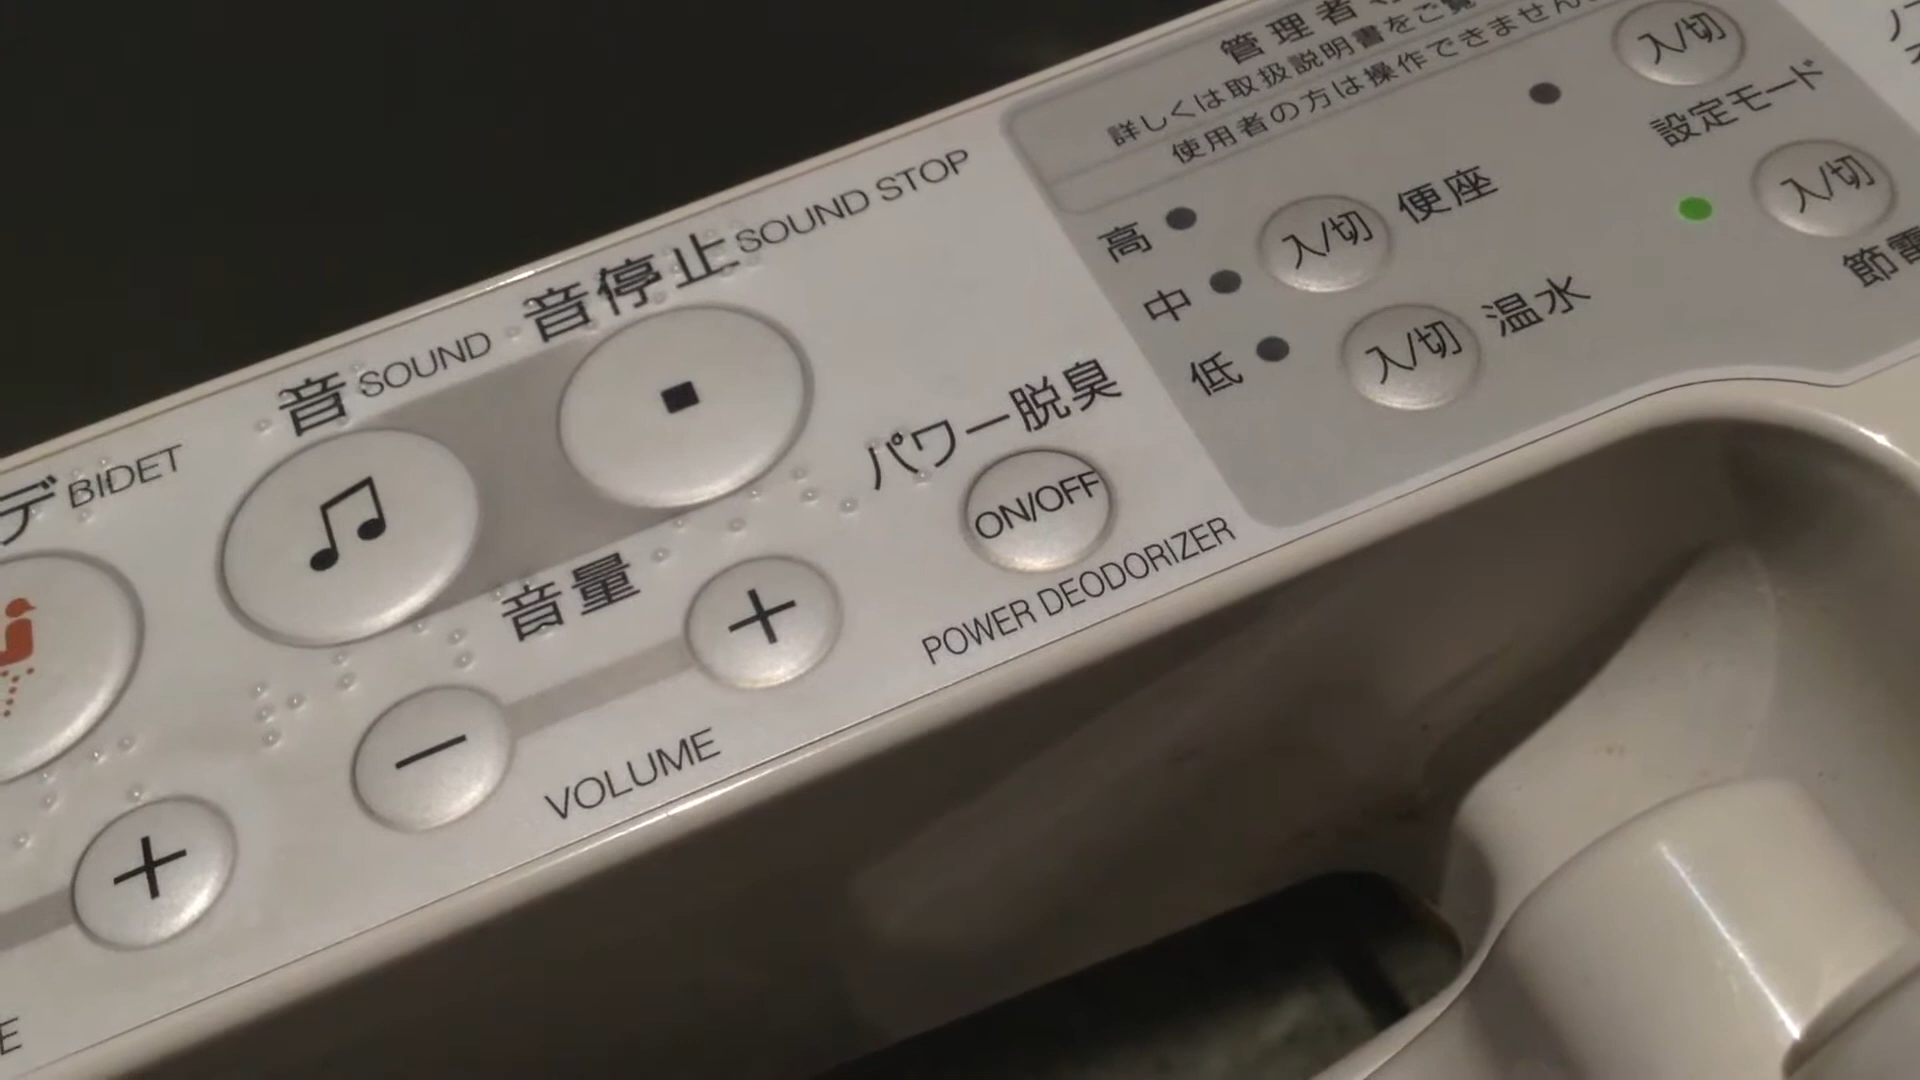 デ BIDET
音 SOUND
音停止 SOUND STOP
音量
+
−
VOLUME
+
E
パワー脱臭
ON/OFF
POWER DEODORIZER
管理者
詳しくは取扱説明書をご覧
使用者の方は操作できません。
高
中
低
入/切 便座
入/切 温水
入/切
設定モード
入/切
節電